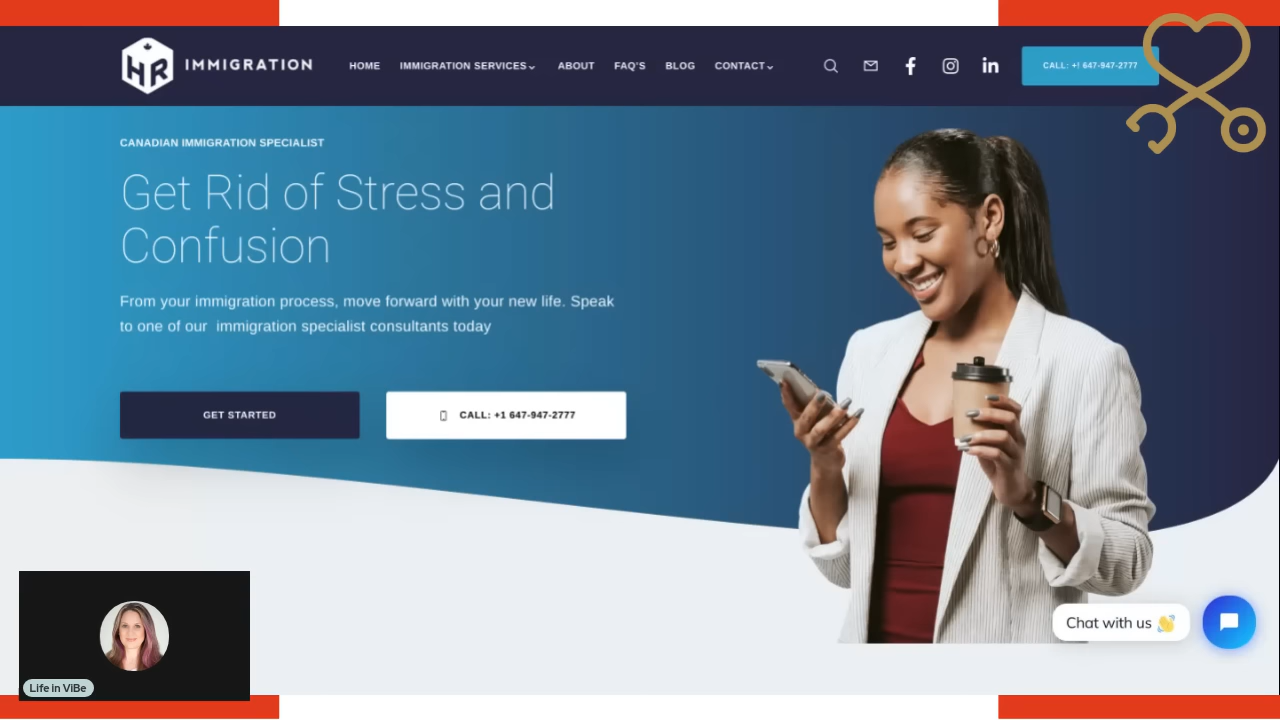 HR IMMIGRATION
HOME IMMIGRATION SERVICES ABOUT FAQ'S BLOG CONTACT
CALL: +! 647-947-2777
CANADIAN IMMIGRATION SPECIALIST
Get Rid of Stress and
Confusion
From your immigration process, move forward with your new life. Speak
to one of our immigration specialist consultants today
GET STARTED
CALL: +1 647-947-2777
Chat with us 👋
Life in ViBe